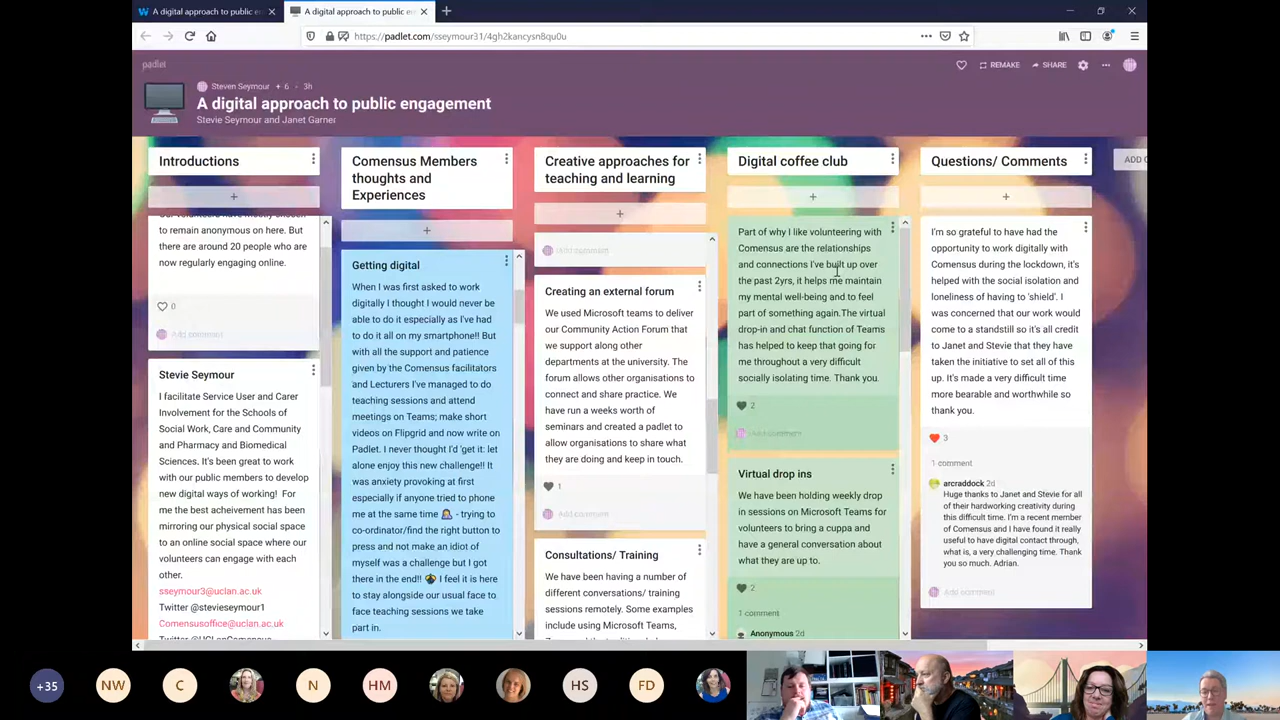 A digital approach to public en
A digital approach to public eng
https://padlet.com/sseymour31/4gh2kancysn8qu0u
padlet
REMAKE
SHARE
Steven Seymour + 6 · 3h
A digital approach to public engagement
Stevie Seymour and Janet Garner
Introductions
to remain anonymous on here. But
there are around 20 people who are
now regularly engaging online.
0
Add comment
Stevie Seymour
I facilitate Service User and Carer
Involvement for the Schools of
Social Work, Care and Community
and Pharmacy and Biomedical
Sciences. It's been great to work
with our public members to develop
new digital ways of working! For
me the best acheivement has been
mirroring our physical social space
to an online social space where our
volunteers can engage with each
other.
sseymour3@uclan.ac.uk
Twitter @stevieseymour1
Comensusoffice@uclan.ac.uk
Comensus Members
thoughts and
Experiences
Getting digital
When I was first asked to work
digitally I thought I would never be
able to do it especially as I've had
to do it all on my smartphone!! But
with all the support and patience
given by the Comensus facilitators
and Lecturers I've managed to do
teaching sessions and attend
meetings on Teams; make short
videos on Flipgrid and now write on
Padlet. I never thought I'd 'get it: let
alone enjoy this new challenge!! It
was anxiety provoking at first
especially if anyone tried to phone
me at the same time - trying to
co-ordinator/find the right button to
press and not make an idiot of
myself was a challenge but I got
there in the end!! I feel it is here
to stay alongside our usual face to
face teaching sessions we take
part in.
Creative approaches for
teaching and learning
Add comment
Creating an external forum
We used Microsoft teams to deliver
our Community Action Forum that
we support along other
departments at the university. The
forum allows other organisations to
connect and share practice. We
have run a weeks worth of
seminars and created a padlet to
allow organisations to share what
they are doing and keep in touch.
1
Add comment
Consultations/ Training
We have been having a number of
different conversations/ training
sessions remotely. Some examples
include using Microsoft Teams,
Digital coffee club
Part of why I like volunteering with
Comensus are the relationships
and connections I've built up over
the past 2yrs, it helps me maintain
my mental well-being and to feel
part of something again.The virtual
drop-in and chat function of Teams
has helped to keep that going for
me throughout a very difficult
socially isolating time. Thank you.
2
Add comment
Virtual drop ins
We have been holding weekly drop
in sessions on Microsoft Teams for
volunteers to bring a cuppa and
have a general conversation about
what they are up to.
2
1 comment
Anonymous 2d
Questions/ Comments
I'm so grateful to have had the
opportunity to work digitally with
Comensus during the lockdown, it's
helped with the social isolation and
loneliness of having to 'shield'. I
was concerned that our work would
come to a standstill so it's all credit
to Janet and Stevie that they have
taken the initiative to set all of this
up. It's made a very difficult time
more bearable and worthwhile so
thank you.
3
1 comment
arcraddock 2d
Huge thanks to Janet and Stevie for all
of their hardworking creativity during
this difficult time. I'm a recent member
of Comensus and I have found it really
useful to have digital contact through,
what is, a very challenging time. Thank
you so much. Adrian.
Add comment
ADD
+35
NW
C
N
HM
HS
FD